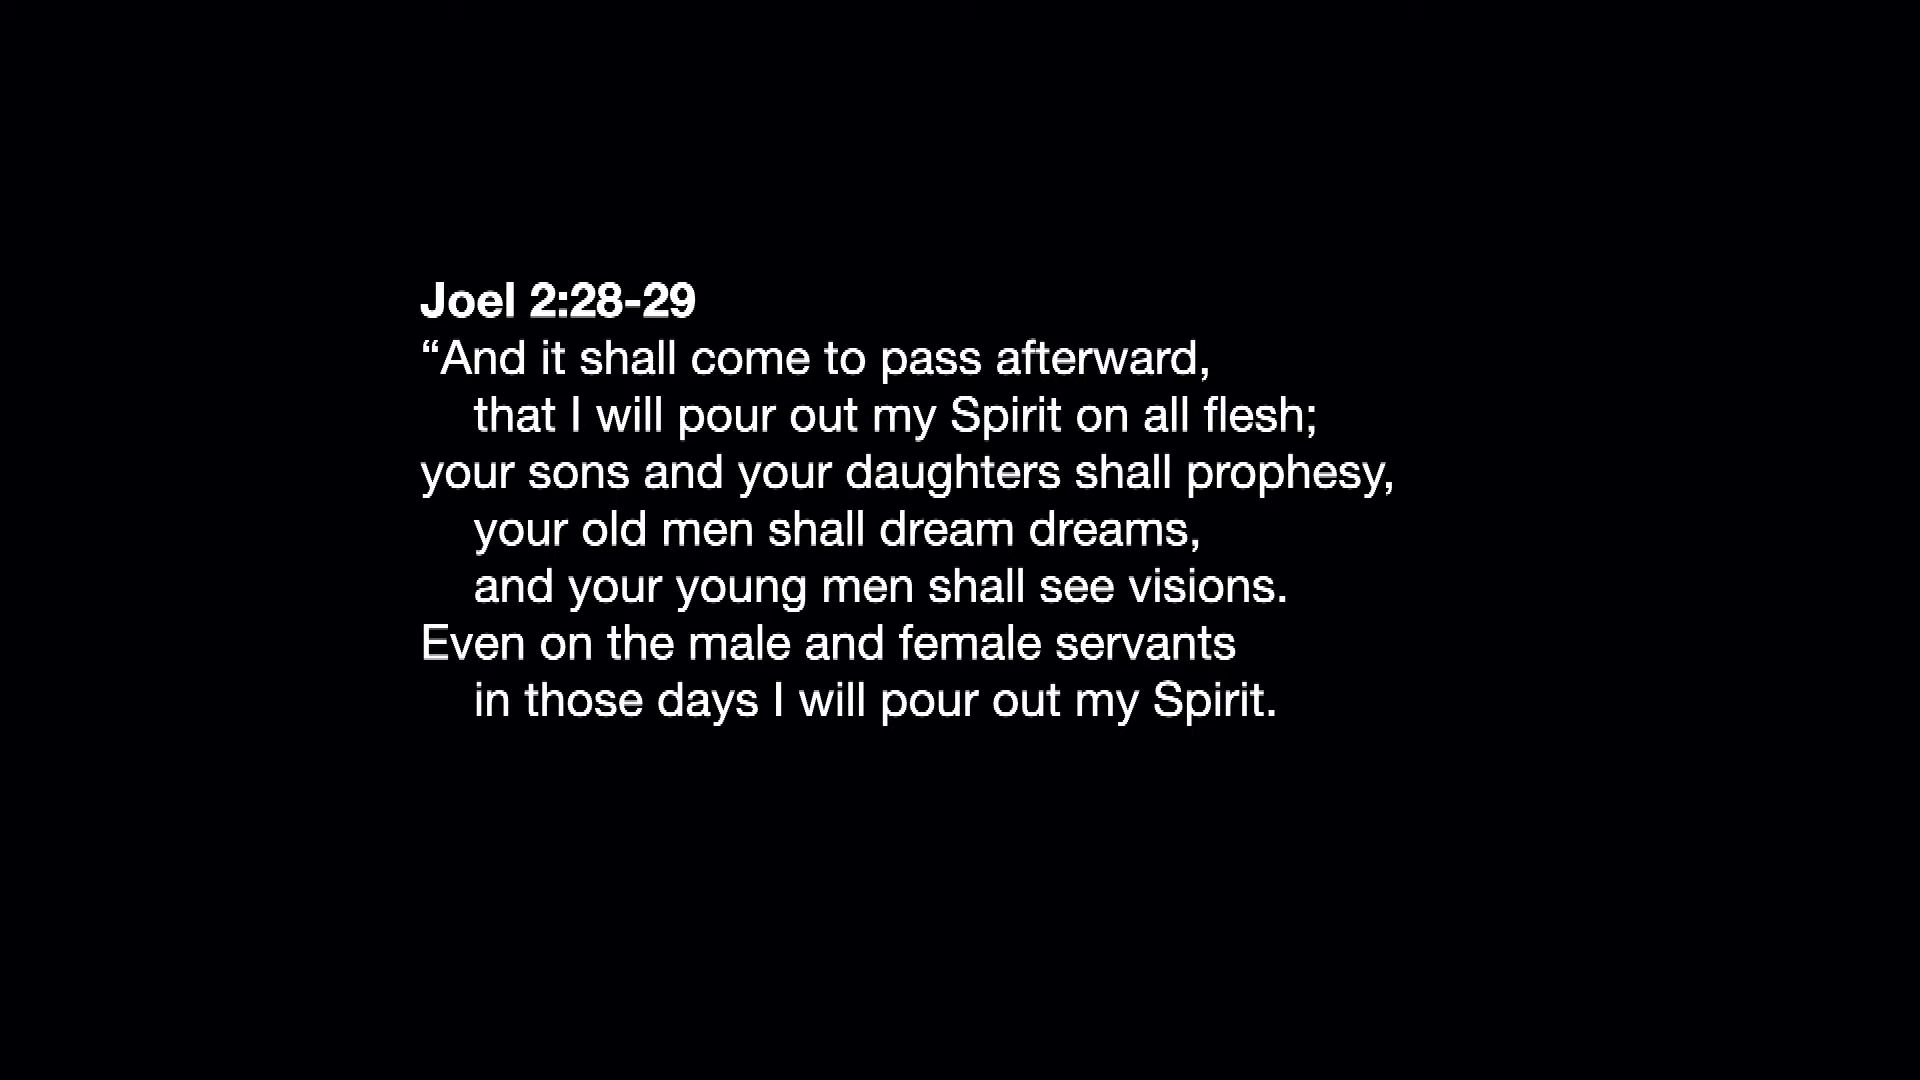 Joel 2:28-29
“And it shall come to pass afterward,
that I will pour out my Spirit on all flesh;
your sons and your daughters shall prophesy,
your old men shall dream dreams,
and your young men shall see visions.
Even on the male and female servants
in those days I will pour out my Spirit.